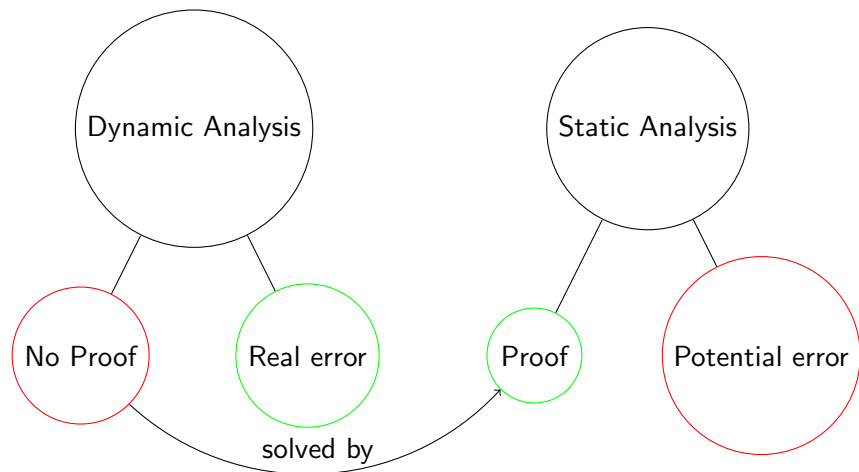 Dynamic Analysis
Static Analysis
No Proof
Real error
Proof
Potential error
solved by